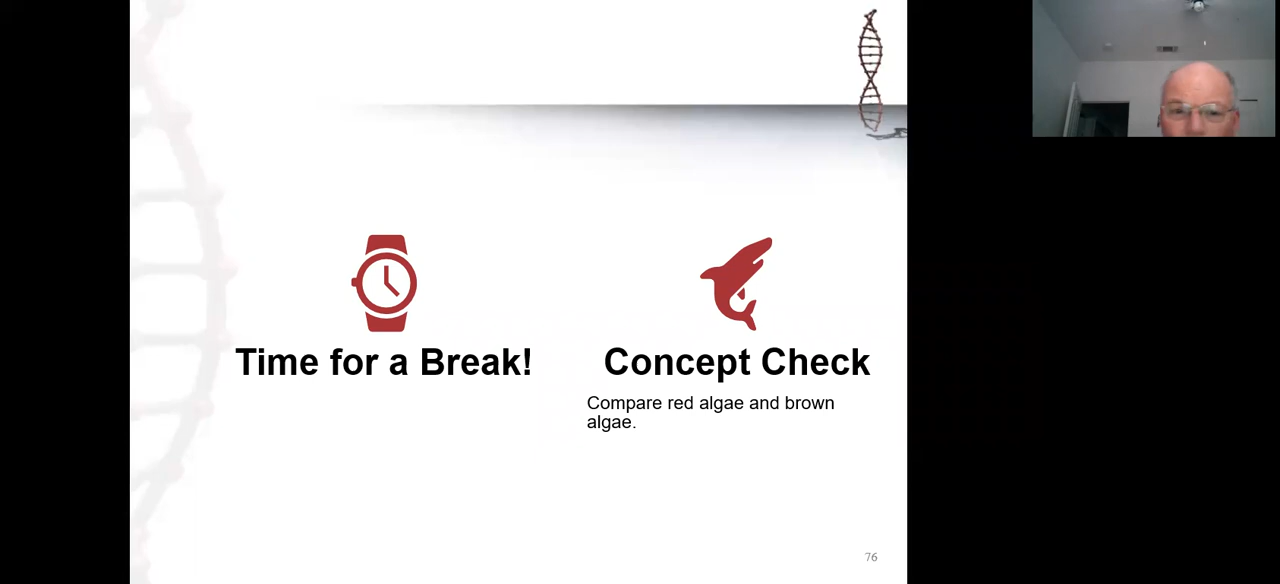 Time for a Break!
Concept Check
Compare red algae and brown
algae.
76